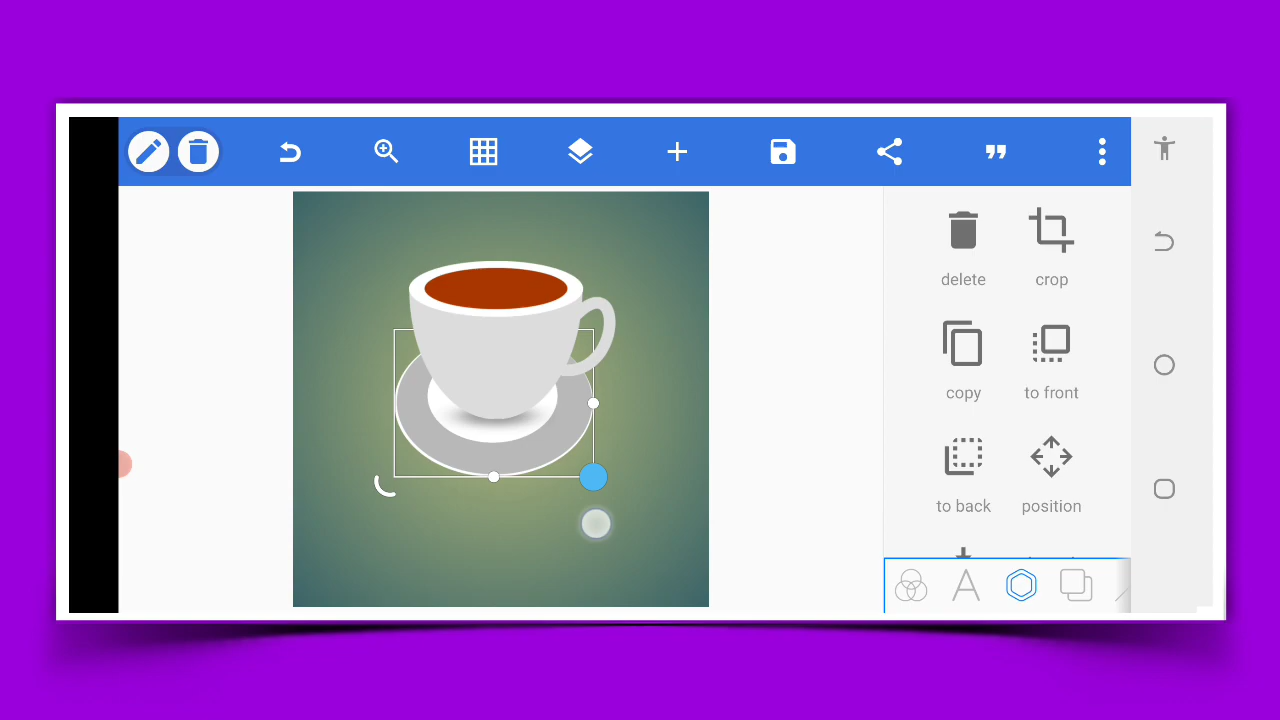 delete
crop
copy
to front
to back
position